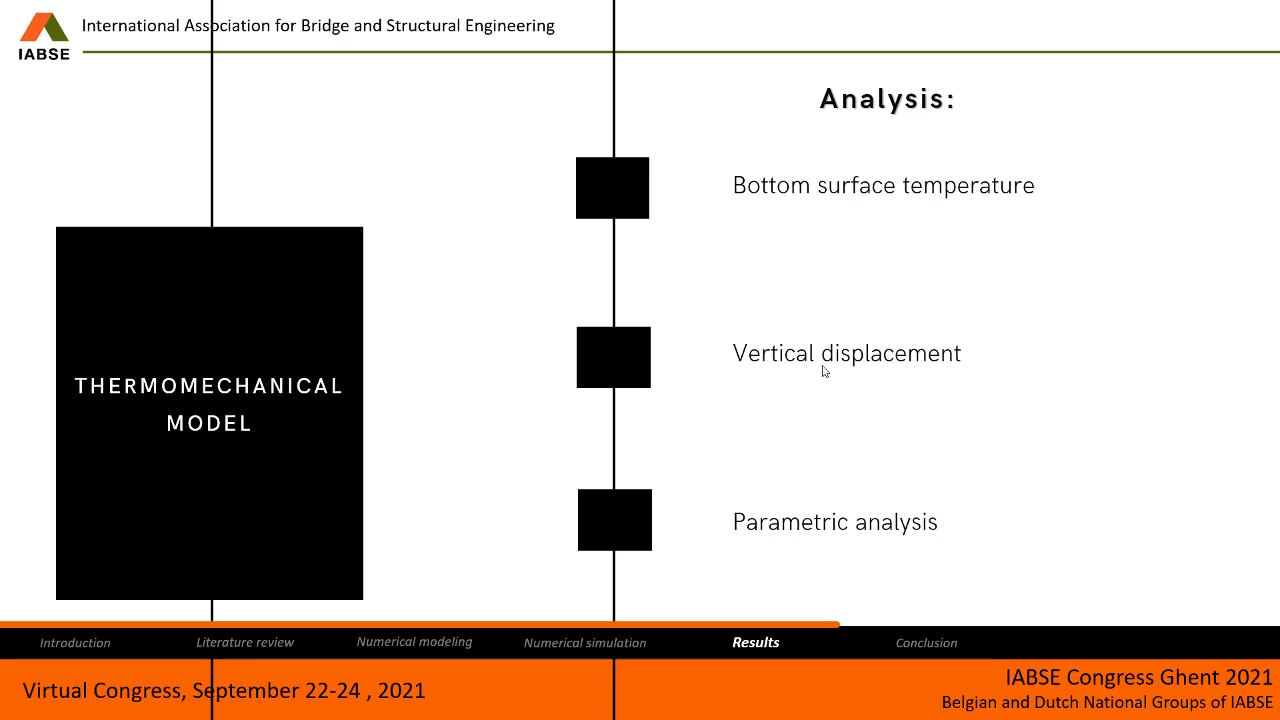 International Association for Bridge and Structural Engineering
IABSE
Analysis:
Bottom surface temperature
THERMOMECHANICAL
MODEL
Vertical displacement
Parametric analysis
Introduction
Literature review
Numerical modeling
Numerical simulation
Results
Conclusion
Virtual Congress, September 22-24 , 2021
IABSE Congress Ghent 2021
Belgian and Dutch National Groups of IABSE